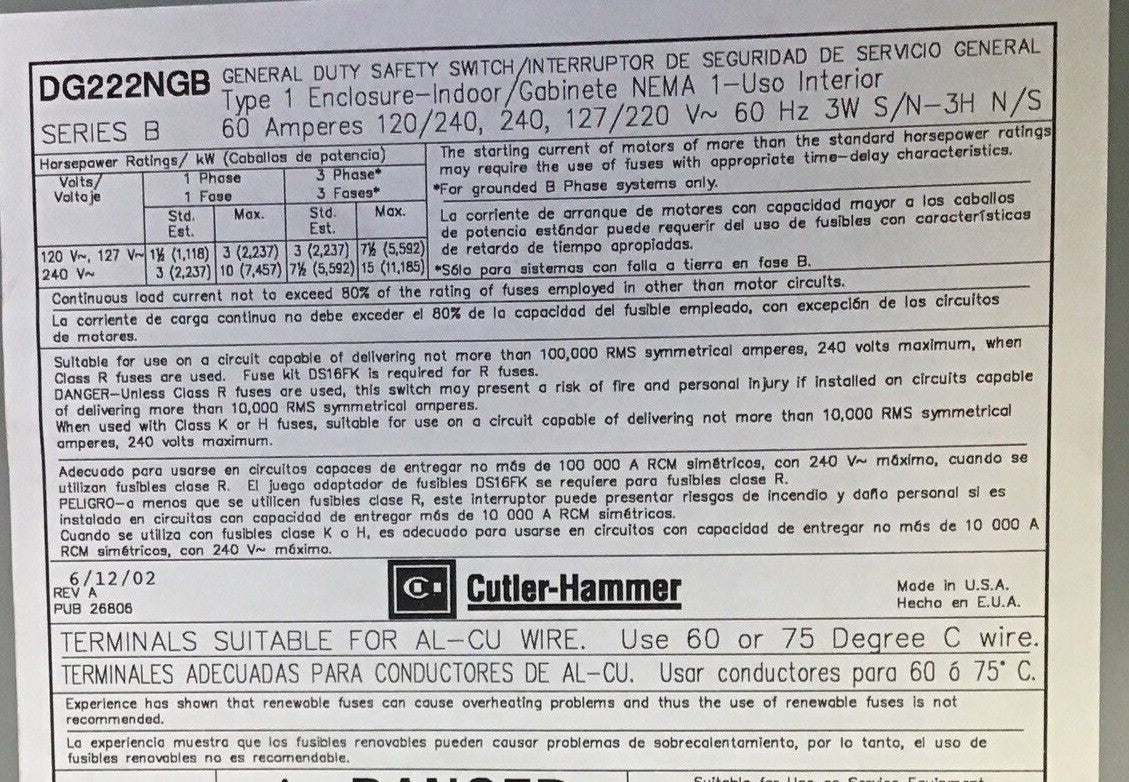 DG222NGB GENERAL DUTY SAFETY SWITCH/INTERRUPTOR DE SEGURIDAD DE SERVICIO GENERAL
Type 1 Enclosure-Indoor/Gabinete NEMA 1-Uso Interior
SERIES B 60 Amperes 120/240, 240, 127/220 V~ 60 Hz 3W S/N-3H N/S
Horsepower Ratings/ kW (Caballos de potencia)
Volts/ 1 Phase 3 Phase*
Voltaje 1 Fase 3 Fases*
Std. Max. Std. Max.
Est. Est.
120 V~, 127 V~ 1½ (1,118) 3 (2,237) 3 (2,237) 7½ (5,592)
240 V~ 3 (2,237) 10 (7,457) 7½ (5,592) 15 (11,185)
The starting current of motors of more than the standard horsepower ratings
may require the use of fuses with appropriate time-delay characteristics.
*For grounded B Phase systems only.
La corriente de arranque de motores con capacidad mayor a los caballos
de potencia estándar puede requerir del uso de fusibles con características
de retardo de tiempo apropiadas.
*Sólo para sistemas con falla a tierra en fase B.
Continuous load current not to exceed 80% of the rating of fuses employed in other than motor circuits.
La corriente de carga continua no debe exceder el 80% de la capacidad del fusible empleado, con excepción de los circuitos
de motores.
Suitable for use on a circuit capable of delivering not more than 100,000 RMS symmetrical amperes, 240 volts maximum, when
Class R fuses are used. Fuse kit DS16FK is required for R fuses.
DANGER-Unless Class R fuses are used, this switch may present a risk of fire and personal injury if installed on circuits capable
of delivering more than 10,000 RMS symmetrical amperes.
When used with Class K or H fuses, suitable for use on a circuit capable of delivering not more than 10,000 RMS symmetrical
amperes, 240 volts maximum.
Adecuado para usarse en circuitos capaces de entregar no más de 100 000 A RCM simétricos, con 240 V~ máximo, cuando se
utilizan fusibles clase R. El juego adaptador de fusibles DS16FK se requiere para fusibles clase R.
PELIGRO-a menos que se utilicen fusibles clase R, este interruptor puede presentar riesgos de incendio y daño personal si es
instalado en circuitos con capacidad de entregar más de 10 000 A RCM simétricos.
Cuando se utiliza con fusibles clase K o H, es adecuado para usarse en circuitos con capacidad de entregar no más de 10 000 A
RCM simétricos, con 240 V~ máximo.
6/12/02
REV A
PUB 26806
Cutler-Hammer
Made in U.S.A.
Hecho en E.U.A.
TERMINALS SUITABLE FOR AL-CU WIRE. Use 60 or 75 Degree C wire.
TERMINALES ADECUADAS PARA CONDUCTORES DE AL-CU. Usar conductores para 60 ó 75° C.
Experience has shown that renewable fuses can cause overheating problems and thus the use of renewable fuses is not
recommended.
La experiencia muestra que los fusibles renovables pueden causar problemas de sobrecalentamiento, por lo tanto, el uso de
fusibles renovables no es recomendable.
DANGER
Suitable for Use as Service Equipment